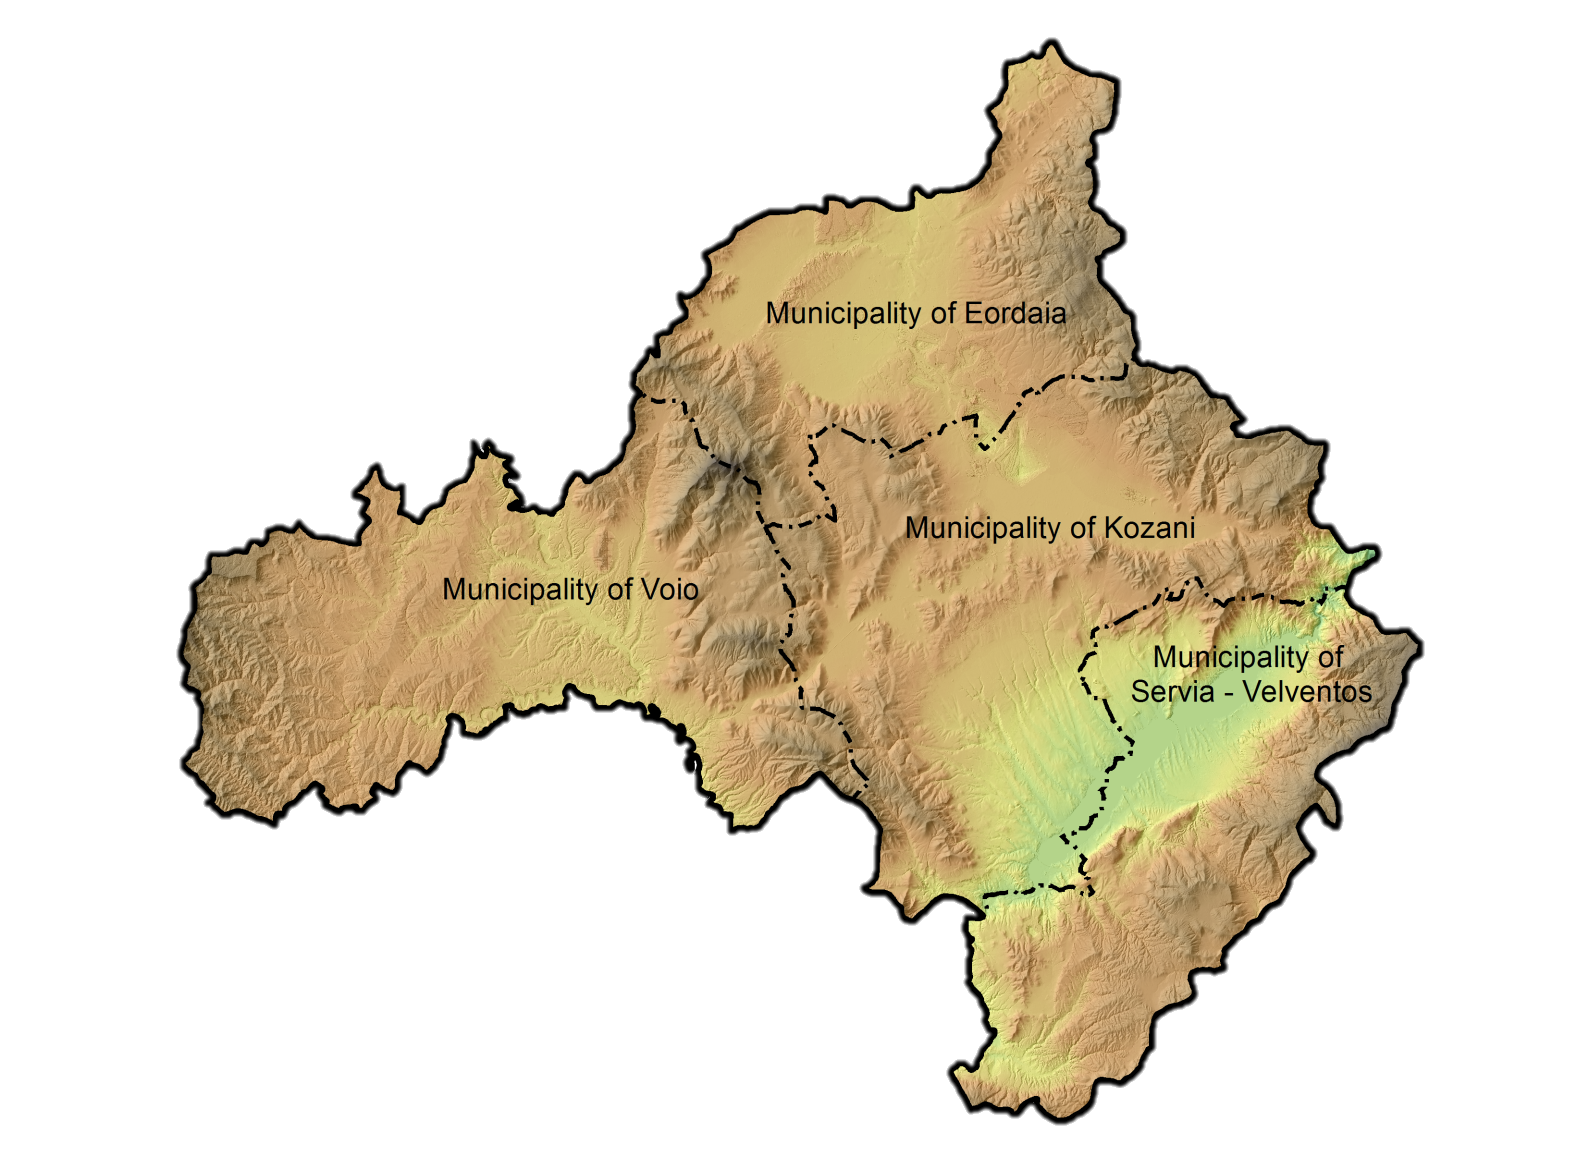 Municipality of Eordaia
Municipality of Kozani
Municipality of Voio
Municipality of
Servia - Velventos